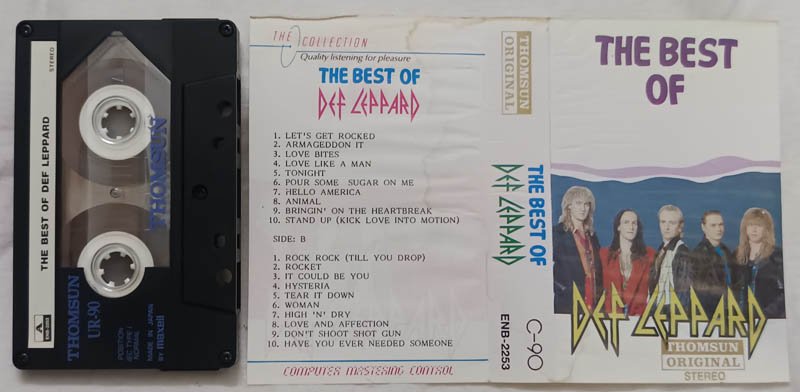 THE BEST OF DEF LEPPARD
STEREO
A
THOMSUN
THOMSUN
UR-90
POSITION
IEC TYPE I
NORMAL
MADE IN JAPAN
BY maxell
THE COLLECTION
Quality listening for pleasure
THE BEST OF
DEF LEPPARD
1. LET'S GET ROCKED
2. ARMAGEDDON IT
3. LOVE BITES
4. LOVE LIKE A MAN
5. TONIGHT
6. POUR SOME SUGAR ON ME
7. HELLO AMERICA
8. ANIMAL
9. BRINGIN' ON THE HEARTBREAK
10. STAND UP (KICK LOVE INTO MOTION)
SIDE: B
1. ROCK ROCK (TILL YOU DROP)
2. ROCKET
3. IT COULD BE YOU
4. HYSTERIA
5. TEAR IT DOWN
6. WOMAN
7. HIGH 'N' DRY
8. LOVE AND AFFECTION
9. DON'T SHOOT SHOT GUN
10. HAVE YOU EVER NEEDED SOMEONE
COMPUTER MASTERING CONTROL
THOMSUN
ORIGINAL
THE BEST OF
DEF LEPPARD
C-90
ENB-2253
THE BEST
OF
DEF LEPPARD
THOMSUN
ORIGINAL
STEREO